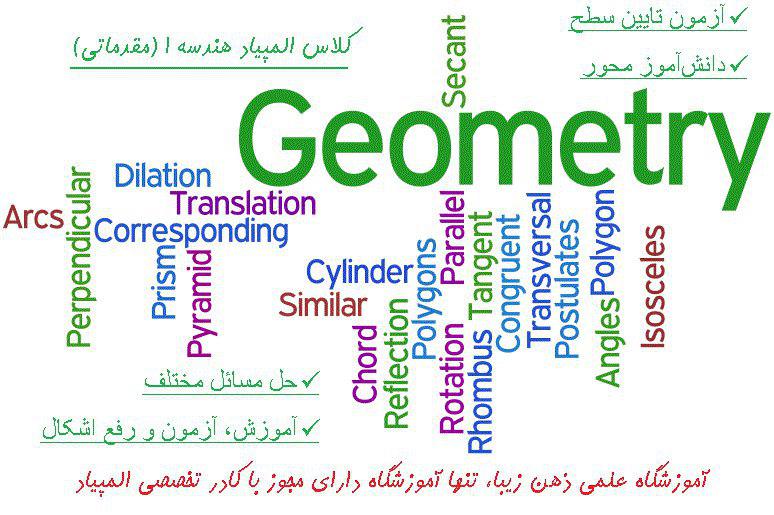 ✓ آزمون تایین سطح
کلاس المپیاد هندسه ۱ (مقدماتی)
✓ دانش‌آموز محور
Secant
Geometry
Dilation
Translation
Arcs
Perpendicular
Corresponding
Prism
Pyramid
Cylinder
Similar
Chord
Reflection
Polygons
Parallel
Rotation
Tangent
Rhombus
Congruent
Transversal
Postulates
Polygon
Angles
Isosceles
✓ حل مسائل مختلف
✓ آموزش، آزمون و رفع اشکال
آموزشگاه علمی ذهن زیبا، تنها آموزشگاه دارای مجوز با کادر تخصصی المپیاد